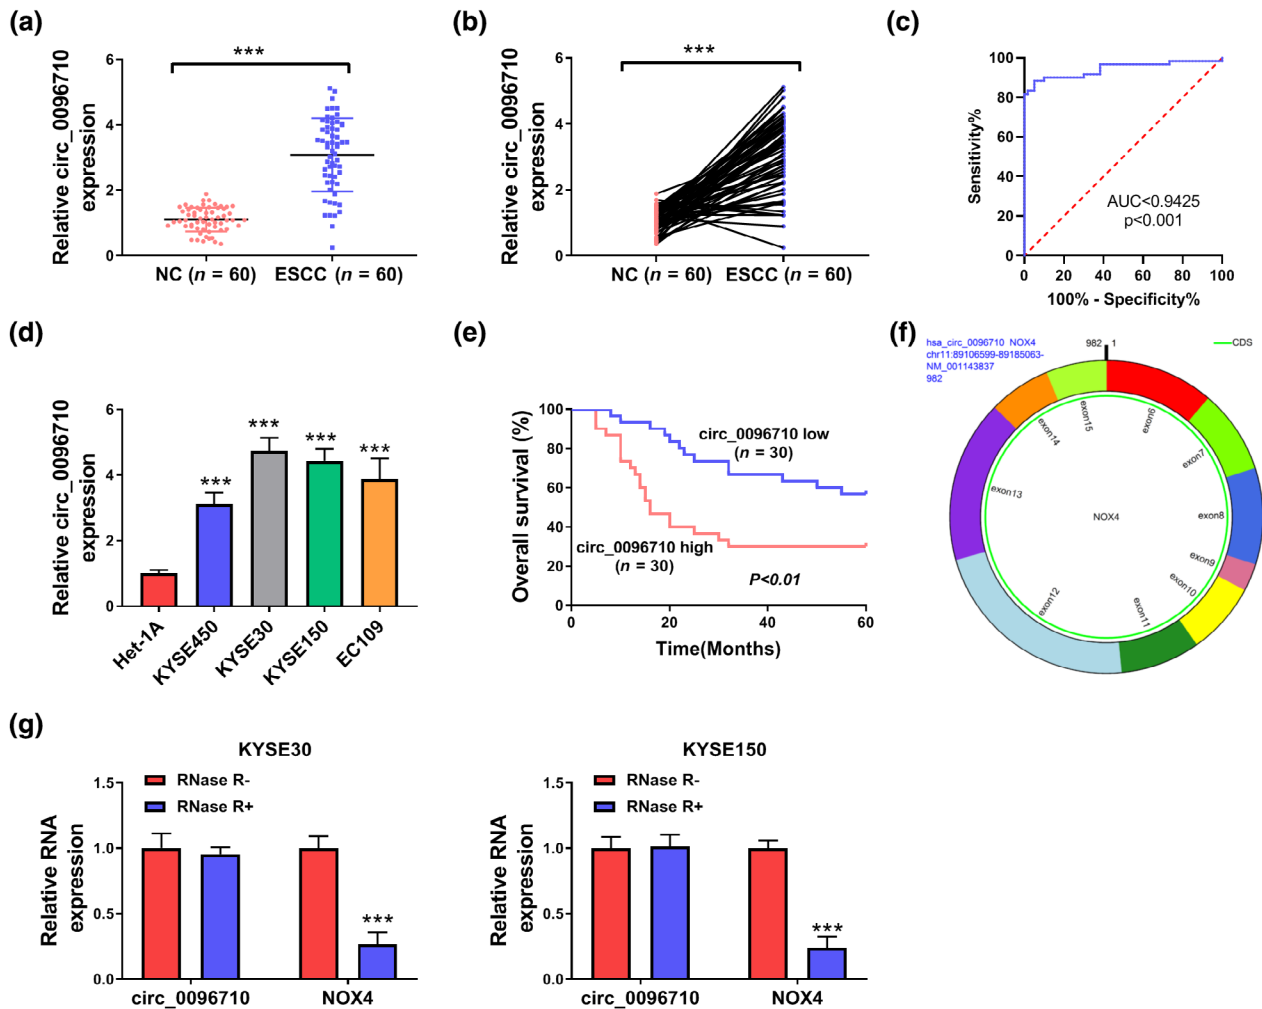 (a)
Relative circ_0096710
expression
6
4
2
0
***
NC (n = 60)
ESCC (n = 60)
(b)
Relative circ_0096710
expression
6
4
2
0
***
NC (n = 60)
ESCC (n = 60)
(c)
Sensitivity%
100
80
60
40
20
0
AUC<0.9425
p<0.001
0 20 40 60 80 100
100% - Specificity%
(d)
Relative circ_0096710
expression
6
4
2
0
***
***
***
***
Het-1A
KYSE450
KYSE30
KYSE150
EC109
(e)
Overall survival (%)
100
80
60
40
20
0
circ_0096710 low
(n = 30)
circ_0096710 high
(n = 30)
P<0.01
0 20 40 60
Time(Months)
(f)
hsa_circ_0096710 NOX4
chr11:89106599-89185063-
NM_001143837
982
982 1
CDS
exon6
exon7
exon8
exon9
exon10
exon11
exon12
exon13
exon14
exon15
NOX4
(g)
KYSE30
Relative RNA
expression
1.5
1.0
0.5
0.0
RNase R-
RNase R+
***
circ_0096710
NOX4
KYSE150
Relative RNA
expression
1.5
1.0
0.5
0.0
RNase R-
RNase R+
***
circ_0096710
NOX4